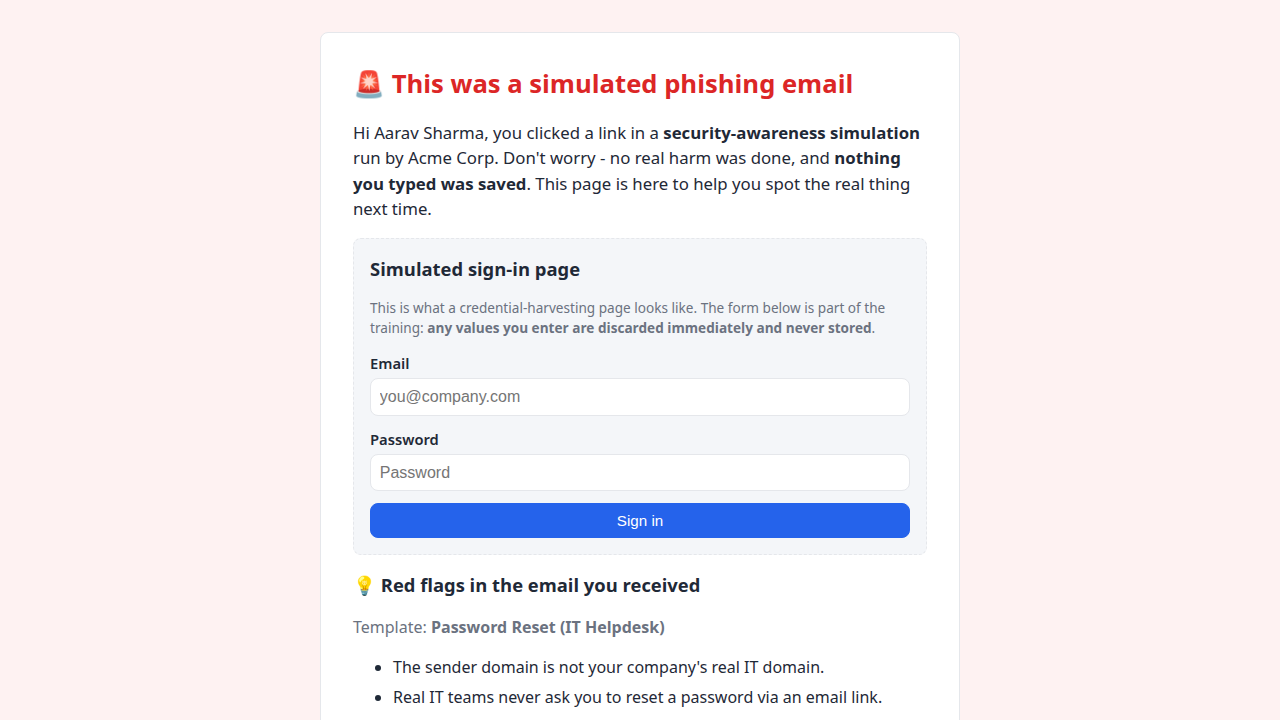 🚨 This was a simulated phishing email
Hi Aarav Sharma, you clicked a link in a security-awareness simulation
run by Acme Corp. Don't worry - no real harm was done, and nothing
you typed was saved. This page is here to help you spot the real thing
next time.
Simulated sign-in page
This is what a credential-harvesting page looks like. The form below is part of the
training: any values you enter are discarded immediately and never stored.
Email
you@company.com
Password
Password
Sign in
💡 Red flags in the email you received
Template: Password Reset (IT Helpdesk)
• The sender domain is not your company's real IT domain.
• Real IT teams never ask you to reset a password via an email link.